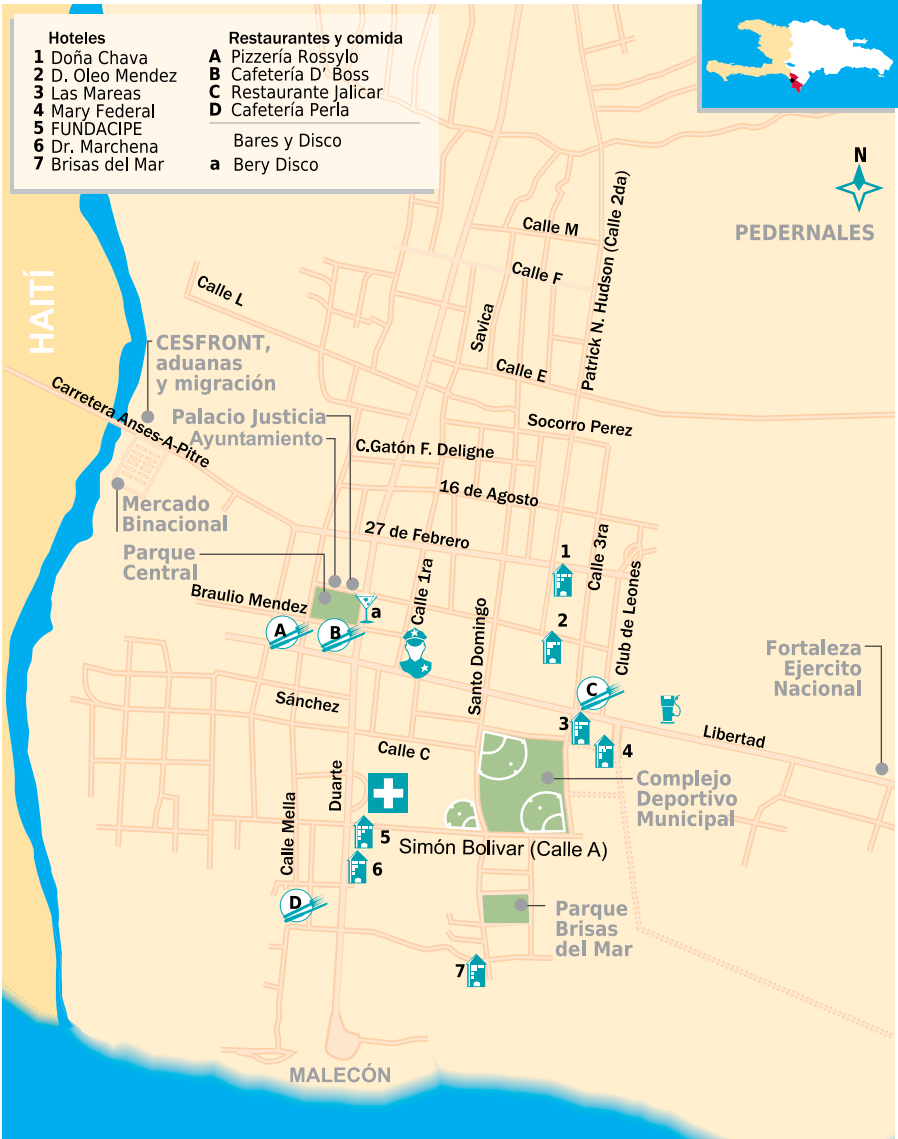 Hoteles
1 Doña Chava
2 D. Oleo Mendez
3 Las Mareas
4 Mary Federal
5 FUNDACIPE
6 Dr. Marchena
7 Brisas del Mar
Restaurantes y comida
A Pizzería Rossylo
B Cafetería D' Boss
C Restaurante Jalicar
D Cafetería Perla
Bares y Disco
a Bery Disco
N
PEDERNALES
HAITÍ
Calle M
Calle F
Calle L
Savica
Patrick N. Hudson (Calle 2da)
Calle E
CESFRONT,
aduanas
y migración
Carretera Anses-A-Pitre
Palacio Justicia
Ayuntamiento
Socorro Perez
C.Gatón F. Deligne
16 de Agosto
Mercado
Binacional
27 de Febrero
Parque
Central
1
Calle 3ra
Calle 1ra
Club de Leones
Braulio Mendez
a
A
B
2
Santo Domingo
Fortaleza
Ejercito
Nacional
C
Sánchez
3
4
Libertad
Calle C
Duarte
Complejo
Deportivo
Municipal
Calle Mella
5
Simón Bolivar (Calle A)
6
D
Parque
Brisas
del Mar
7
MALECÓN